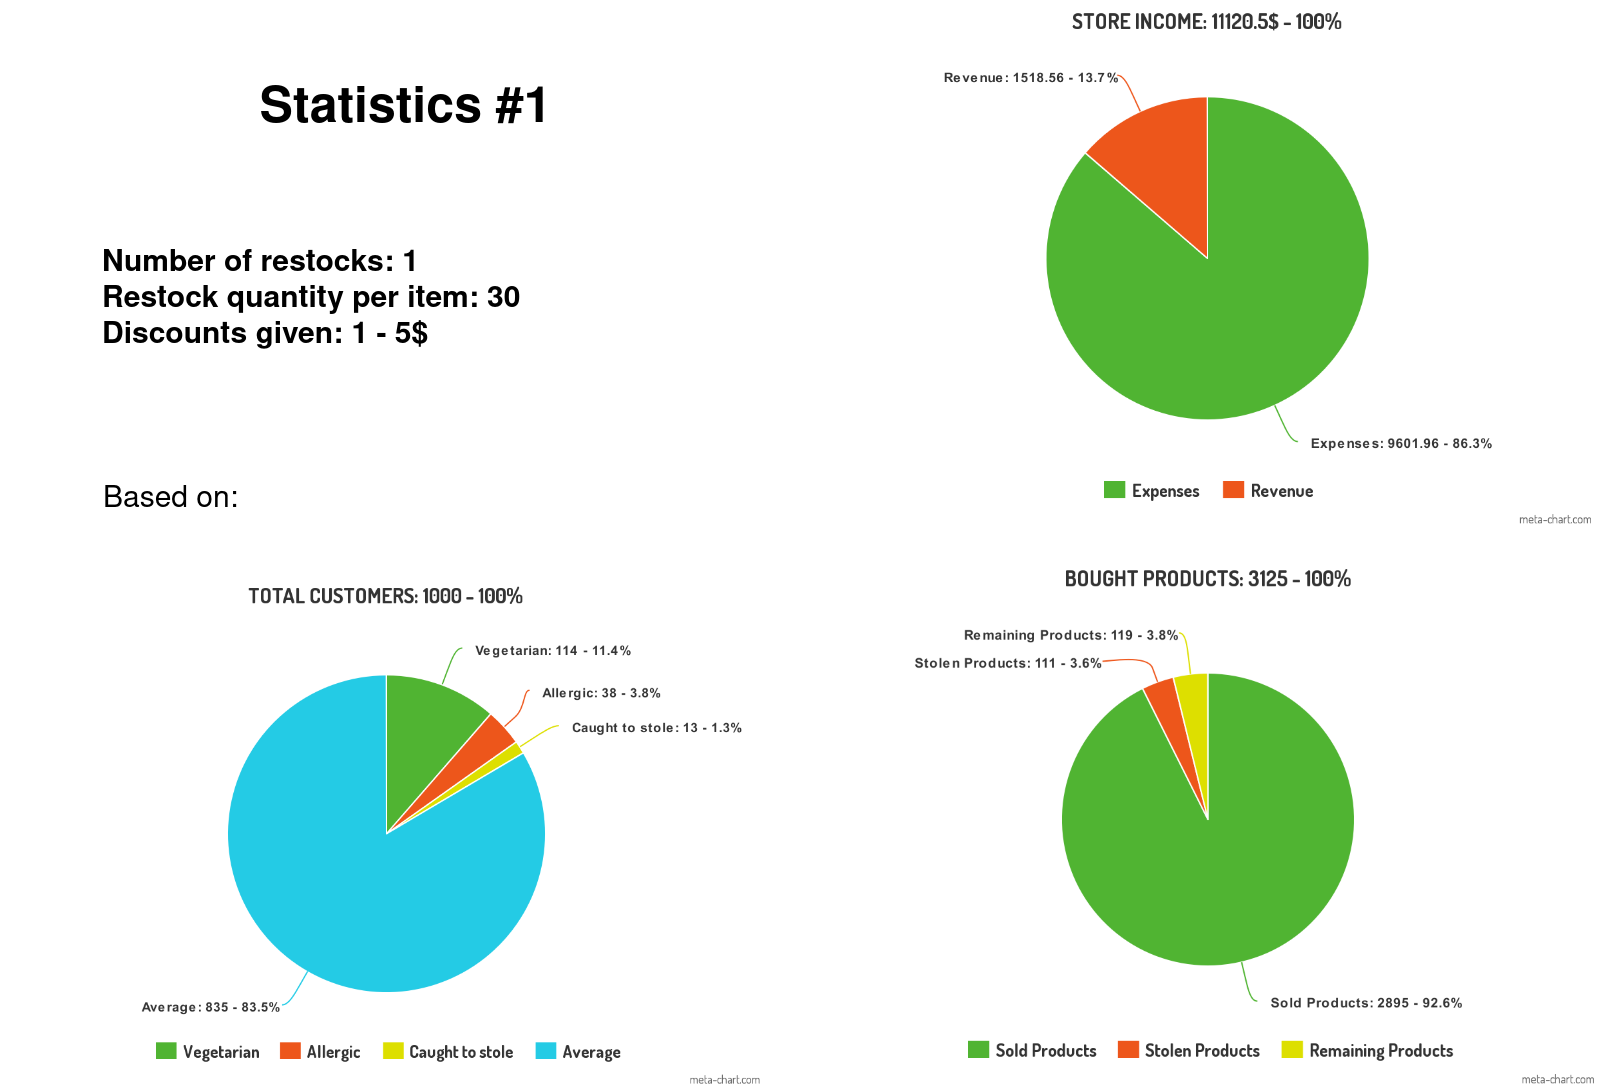 Statistics #1
Number of restocks: 1
Restock quantity per item: 30
Discounts given: 1 - 5$
Based on:
STORE INCOME: 11120.5$ - 100%
Revenue: 1518.56 - 13.7%
Expenses: 9601.96 - 86.3%
Expenses Revenue
meta-chart.com
TOTAL CUSTOMERS: 1000 - 100%
Vegetarian: 114 - 11.4%
Allergic: 38 - 3.8%
Caught to stole: 13 - 1.3%
Average: 835 - 83.5%
Vegetarian Allergic Caught to stole Average
meta-chart.com
BOUGHT PRODUCTS: 3125 - 100%
Remaining Products: 119 - 3.8%
Stolen Products: 111 - 3.6%
Sold Products: 2895 - 92.6%
Sold Products Stolen Products Remaining Products
meta-chart.com